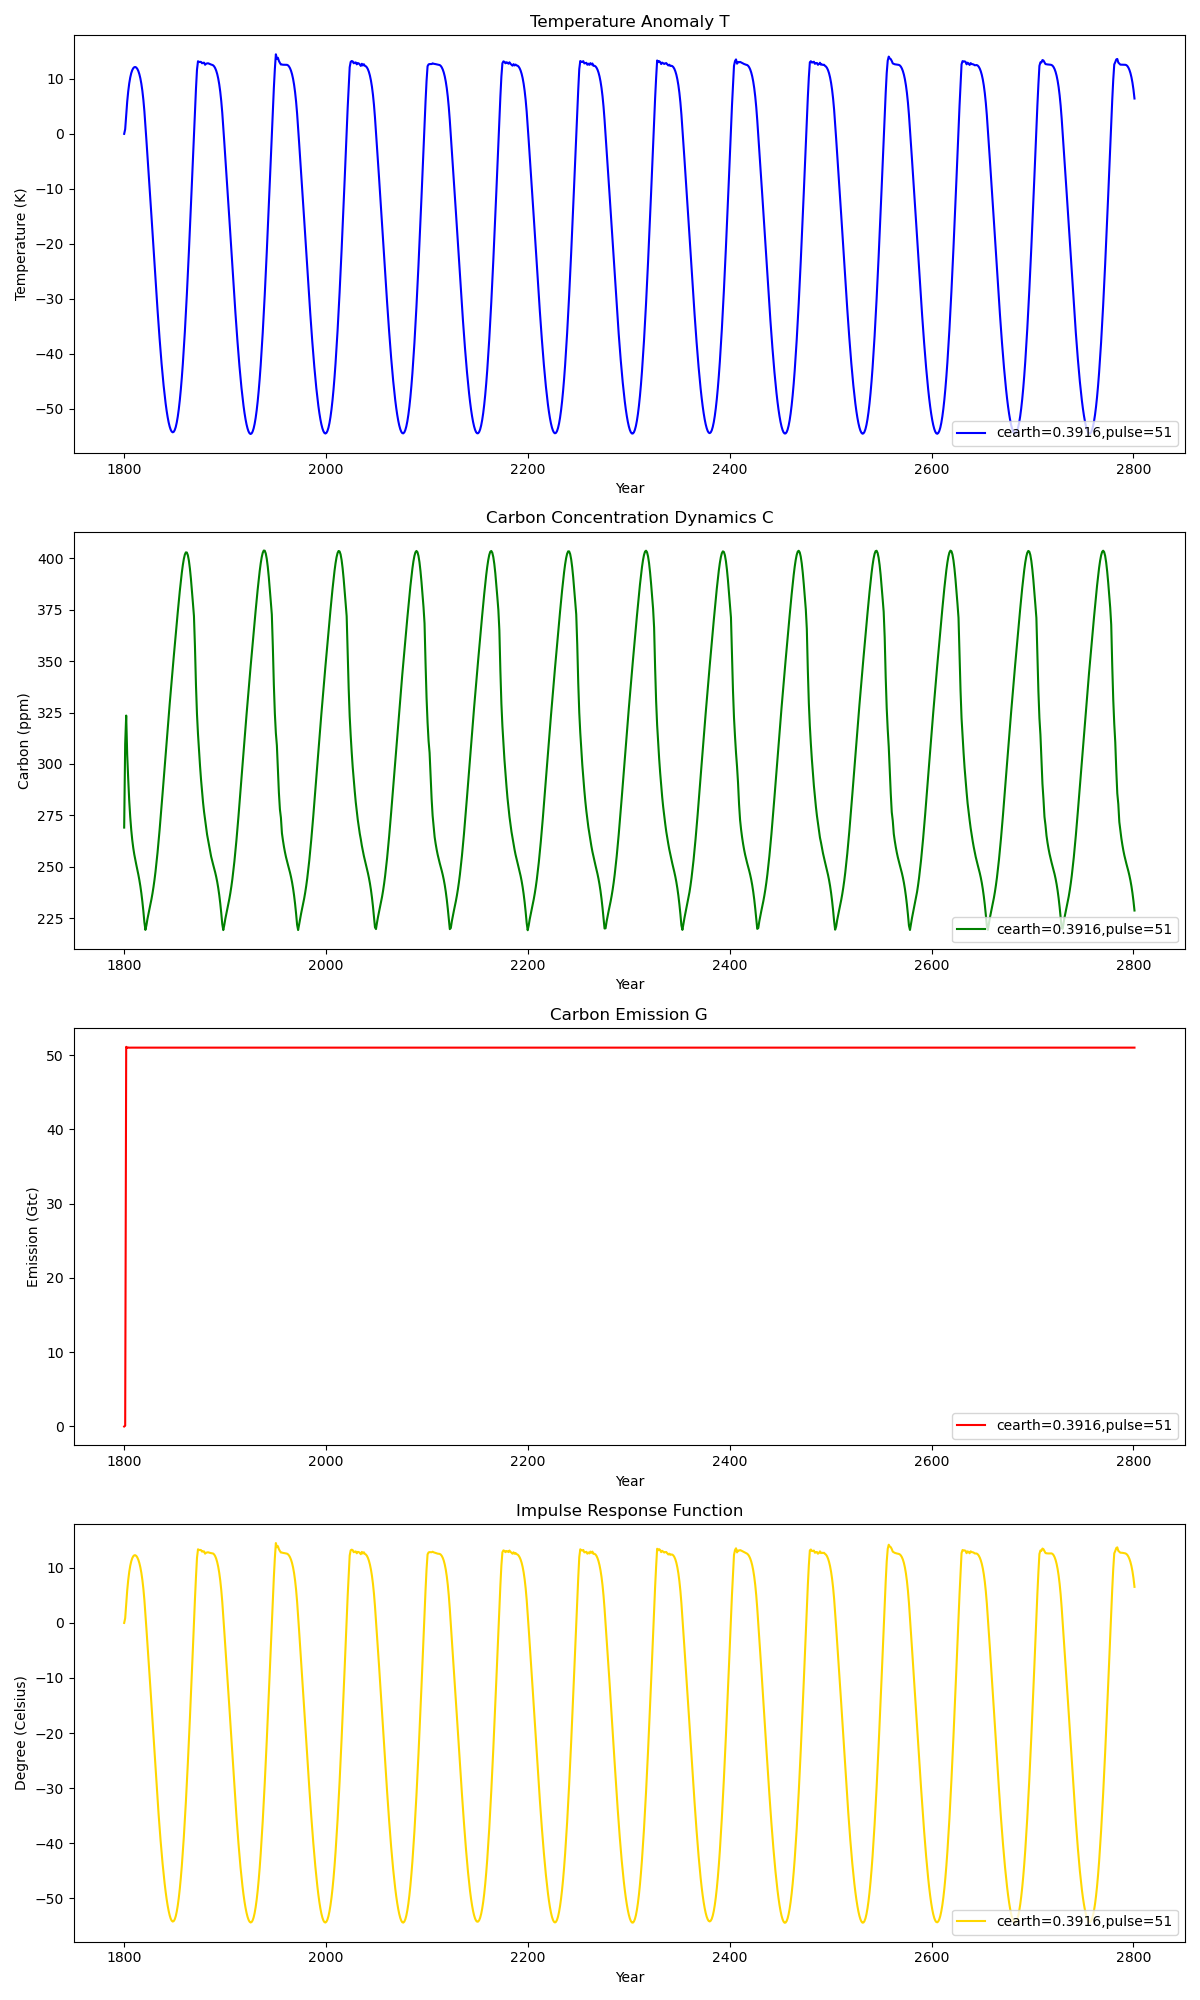 Temperature Anomaly T
Temperature (K)
10
0
−10
−20
−30
−40
−50
cearth=0.3916,pulse=51
1800 2000 2200 2400 2600 2800
Year
Carbon Concentration Dynamics C
Carbon (ppm)
400
375
350
325
300
275
250
225
cearth=0.3916,pulse=51
1800 2000 2200 2400 2600 2800
Year
Carbon Emission G
Emission (Gtc)
50
40
30
20
10
0
cearth=0.3916,pulse=51
1800 2000 2200 2400 2600 2800
Year
Impulse Response Function
Degree (Celsius)
10
0
−10
−20
−30
−40
−50
cearth=0.3916,pulse=51
1800 2000 2200 2400 2600 2800
Year